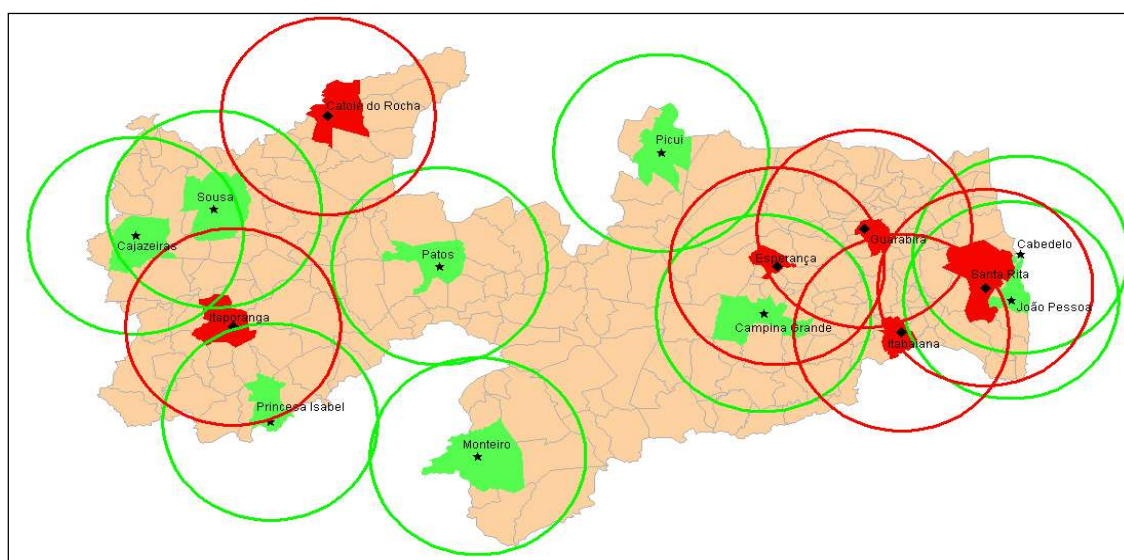 Catolé do Rocha
Picuí
Sousa
Cajazeiras
Patos
Guarabira
Cabedelo
Esperança
Santa Rita
João Pessoa
Itaporanga
Campina Grande
Itabaiana
Princesa Isabel
Monteiro